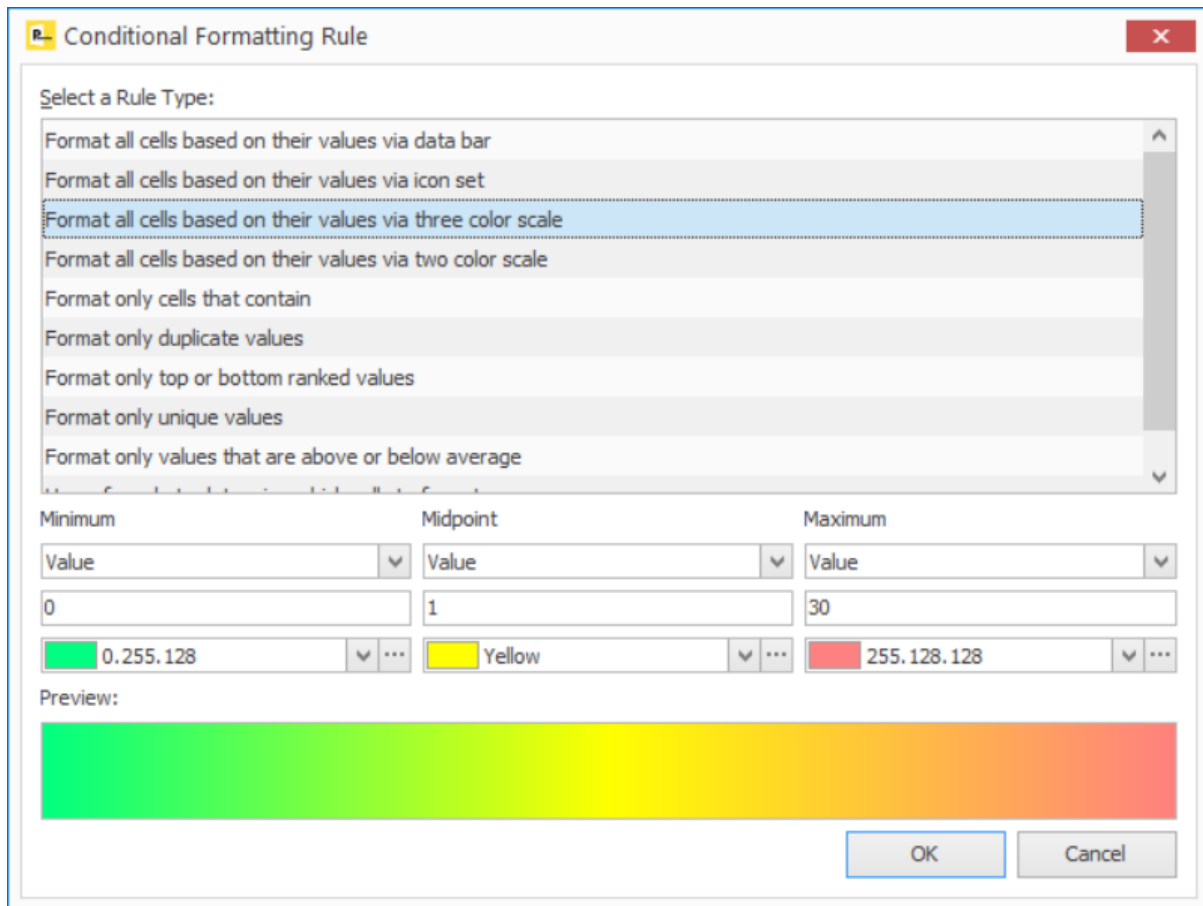 Conditional Formatting Rule
Select a Rule Type:
Format all cells based on their values via data bar
Format all cells based on their values via icon set
Format all cells based on their values via three color scale
Format all cells based on their values via two color scale
Format only cells that contain
Format only duplicate values
Format only top or bottom ranked values
Format only unique values
Format only values that are above or below average
Minimum Midpoint Maximum
Value Value Value
0 1 30
0.255.128 ... Yellow ... 255.128.128 ...
Preview:
OK Cancel